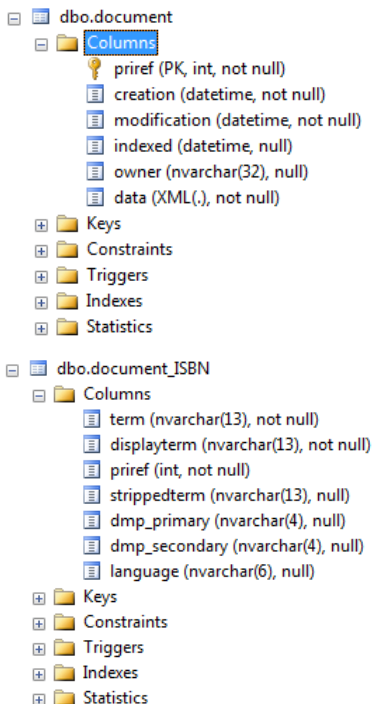 dbo.document
Columns
priref (PK, int, not null)
creation (datetime, not null)
modification (datetime, not null)
indexed (datetime, null)
owner (nvarchar(32), null)
data (XML(.), not null)
Keys
Constraints
Triggers
Indexes
Statistics
dbo.document_ISBN
Columns
term (nvarchar(13), not null)
displayterm (nvarchar(13), not null)
priref (int, not null)
strippedterm (nvarchar(13), null)
dmp_primary (nvarchar(4), null)
dmp_secondary (nvarchar(4), null)
language (nvarchar(6), null)
Keys
Constraints
Triggers
Indexes
Statistics